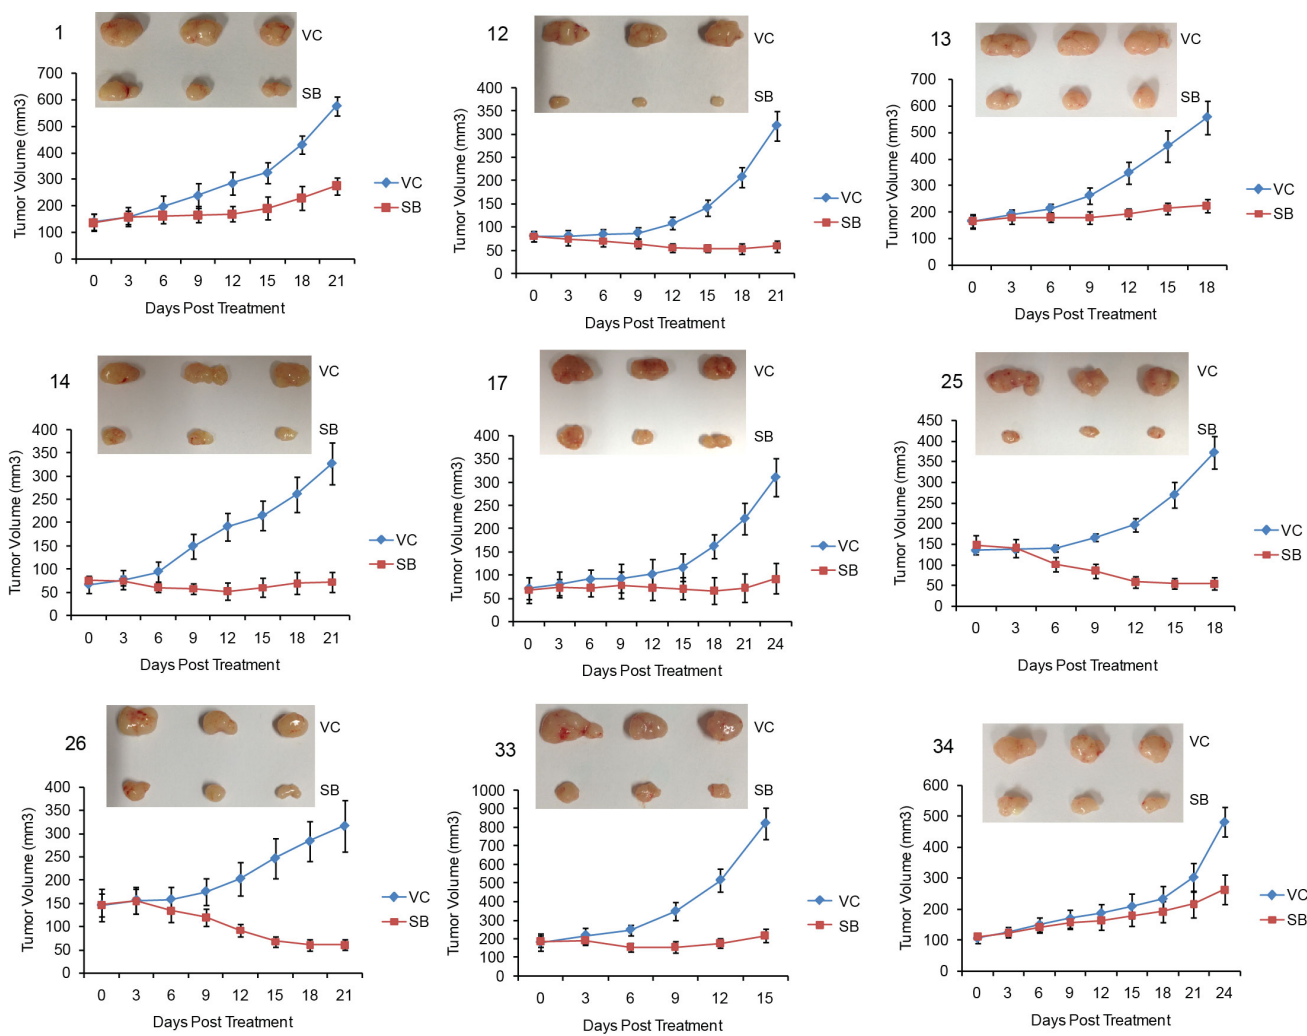 1
VC
SB
700
600
500
400
300
200
100
0
Tumor Volume (mm3)
0 3 6 9 12 15 18 21
Days Post Treatment
VC
SB
12
VC
SB
400
350
300
250
200
150
100
50
0
Tumor Volume (mm3)
0 3 6 9 12 15 18 21
Days Post Treatment
VC
SB
13
VC
SB
700
600
500
400
300
200
100
0
Tumor Volume (mm3)
0 3 6 9 12 15 18
Days Post Treatment
VC
SB
14
VC
SB
400
350
300
250
200
150
100
50
0
Tumor Volume (mm3)
0 3 6 9 12 15 18 21
Days Post Treatment
VC
SB
17
VC
SB
400
350
300
250
200
150
100
50
0
Tumor Volume (mm3)
0 3 6 9 12 15 18 21 24
Days Post Treatment
VC
SB
25
VC
SB
450
400
350
300
250
200
150
100
50
0
Tumor Volume (mm3)
0 3 6 9 12 15 18
Days Post Treatment
VC
SB
26
VC
SB
400
350
300
250
200
150
100
50
0
Tumor Volume (mm3)
0 3 6 9 12 15 18 21
Days Post Treatment
VC
SB
33
VC
SB
1000
900
800
700
600
500
400
300
200
100
0
Tumor Volume (mm3)
0 3 6 9 12 15
Days Post Treatment
VC
SB
34
VC
SB
600
500
400
300
200
100
0
Tumor Volume (mm3)
0 3 6 9 12 15 18 21 24
Days Post Treatment
VC
SB